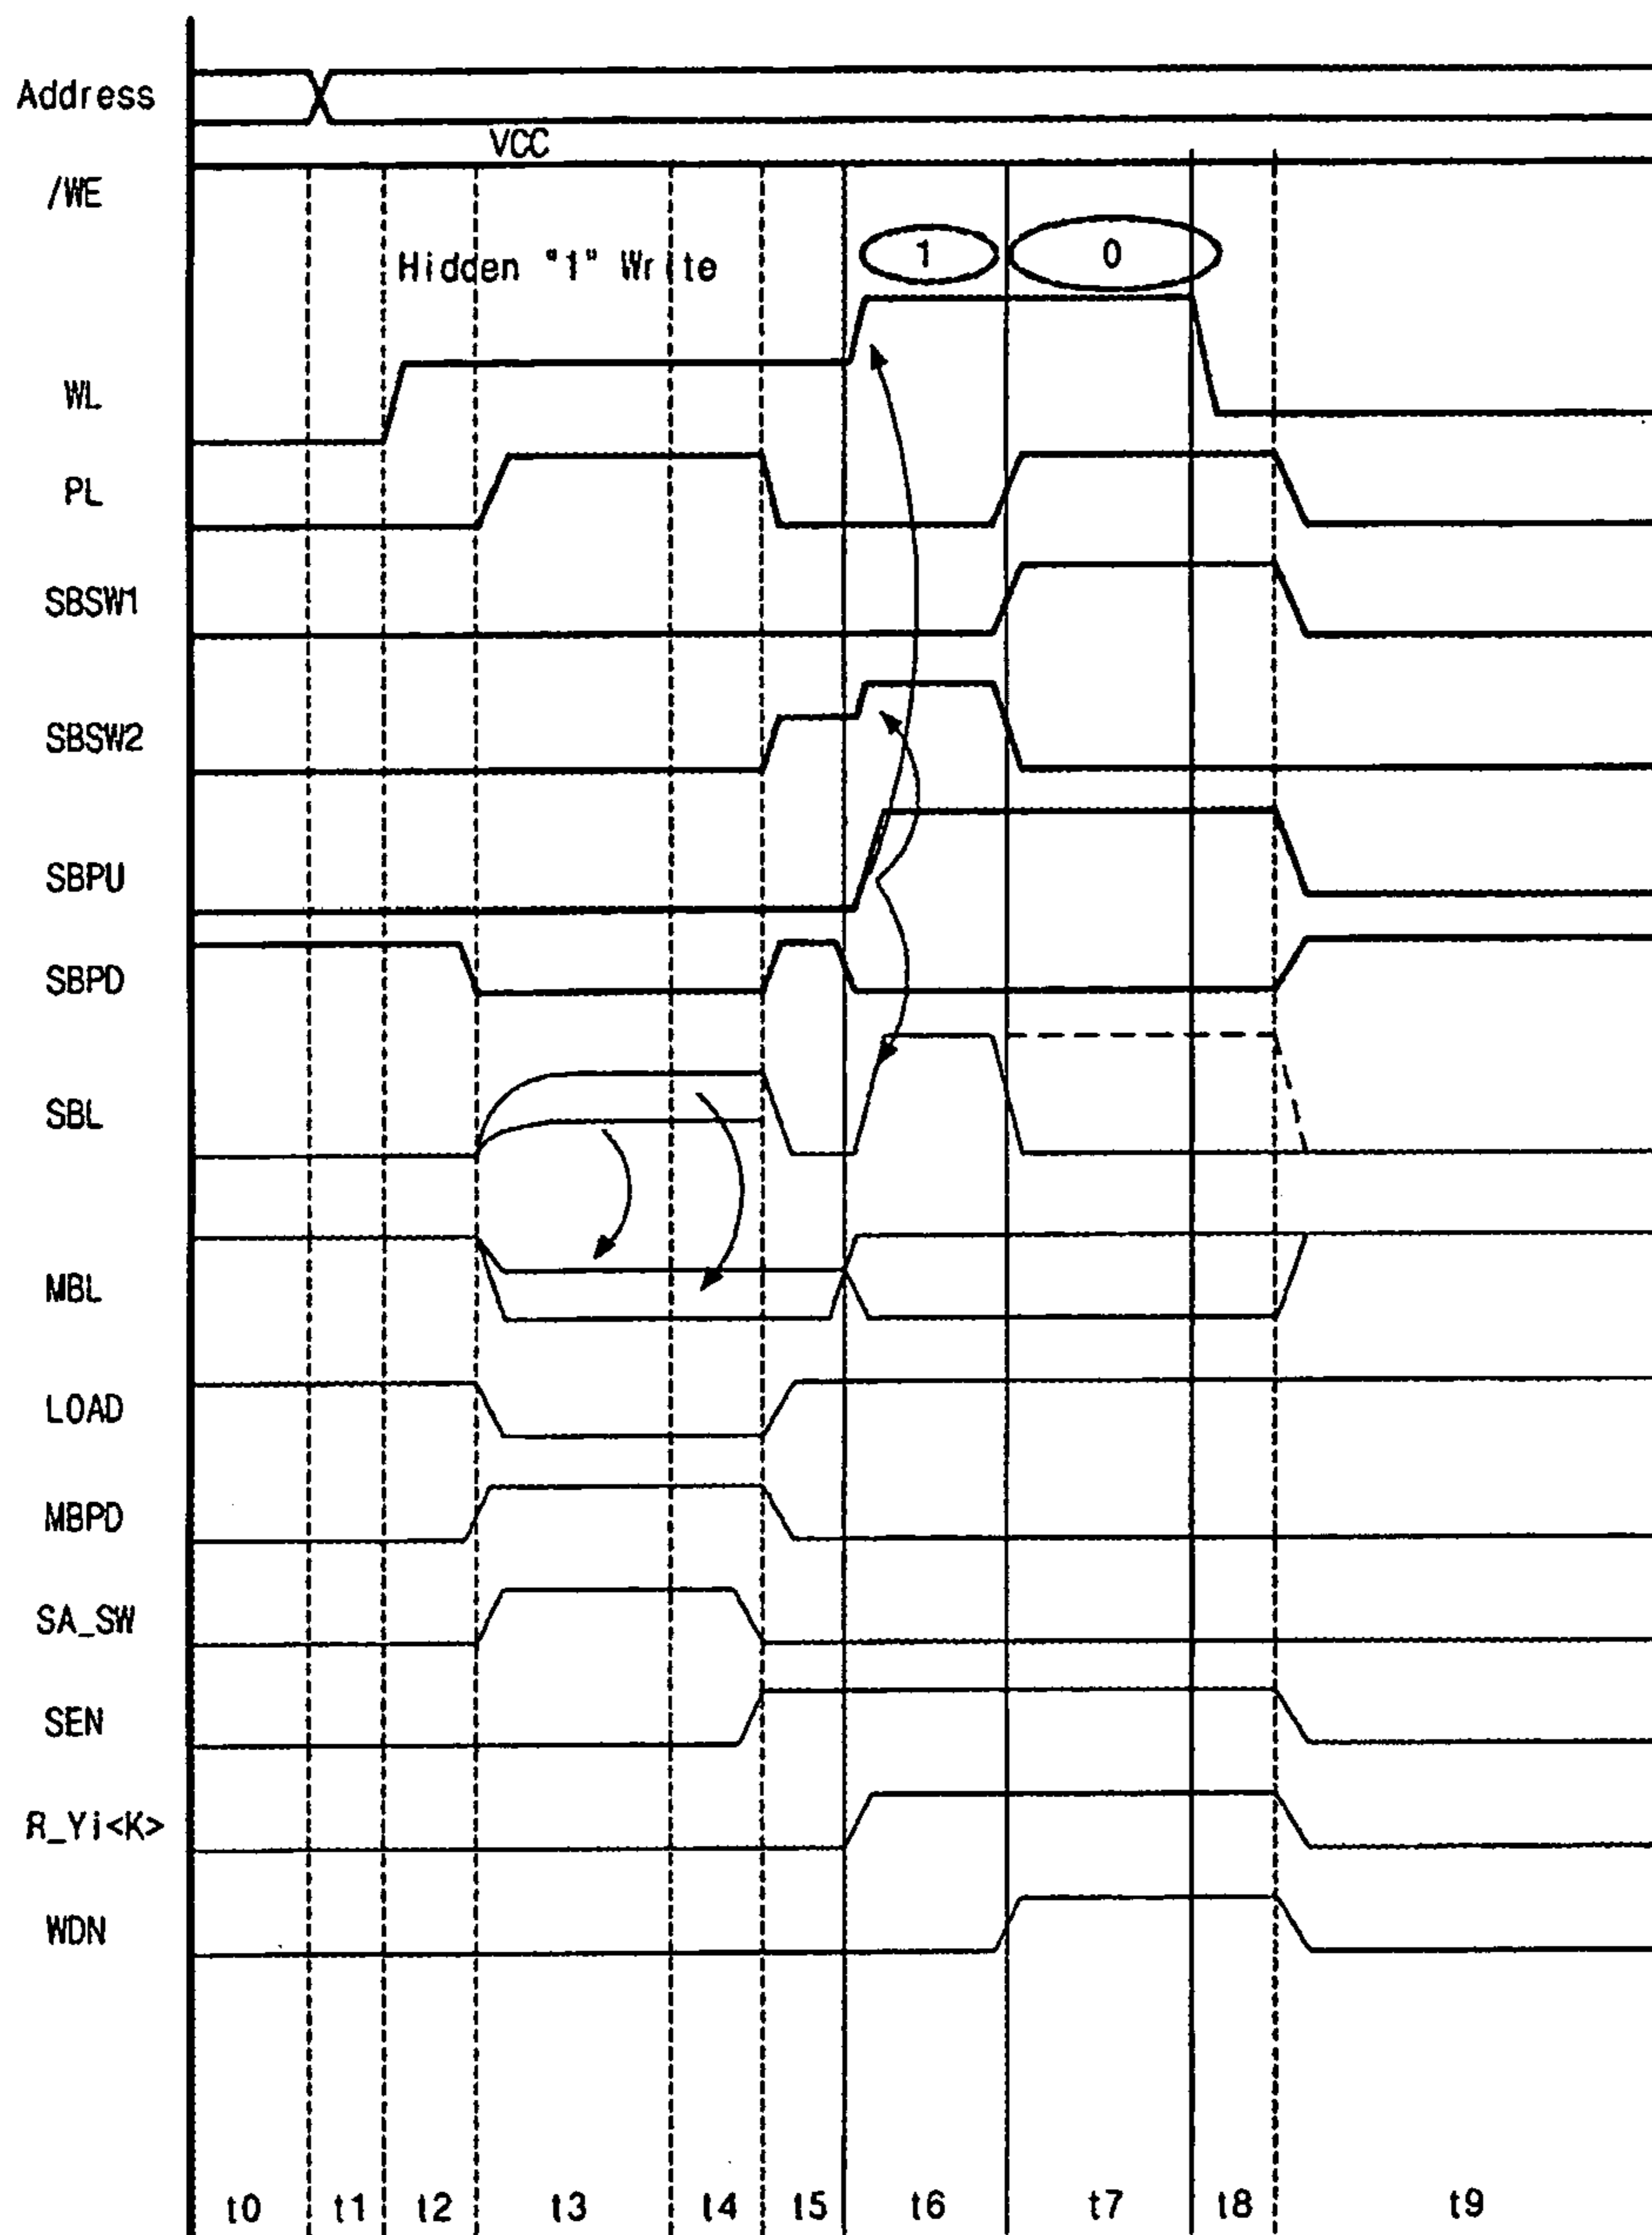 Address
VCC
/WE
Hidden "1" Write
1
0
WL
PL
SBSW1
SBSW2
SBPU
SBPD
SBL
MBL
LOAD
MBPD
SA_SW
SEN
R_Yi<K>
WDN
t0 t1 t2 t3 t4 t5 t6 t7 t8 t9